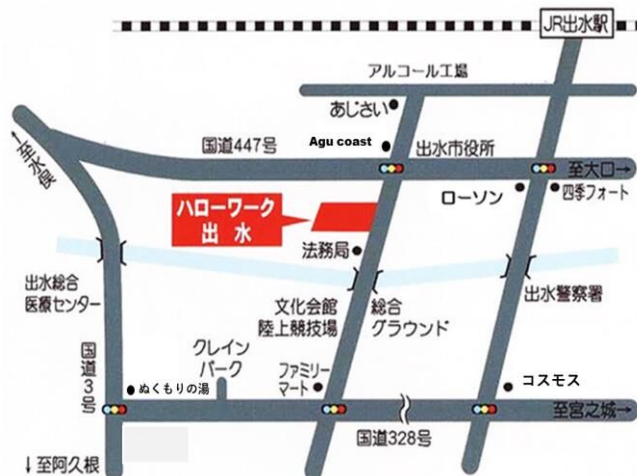 JR出水駅
アルコール工場
あじさい
Agu coast
国道447号
出水市役所
至大口→
←至水俣
ローソン
四季フォート
ハローワーク
出水
法務局
出水総合
医療センター
文化会館
陸上競技場
総合
グラウンド
出水警察署
国道3号
クレイン
パーク
ファミリー
マート
ぬくもりの湯
コスモス
至宮之城→
国道328号
↓至阿久根